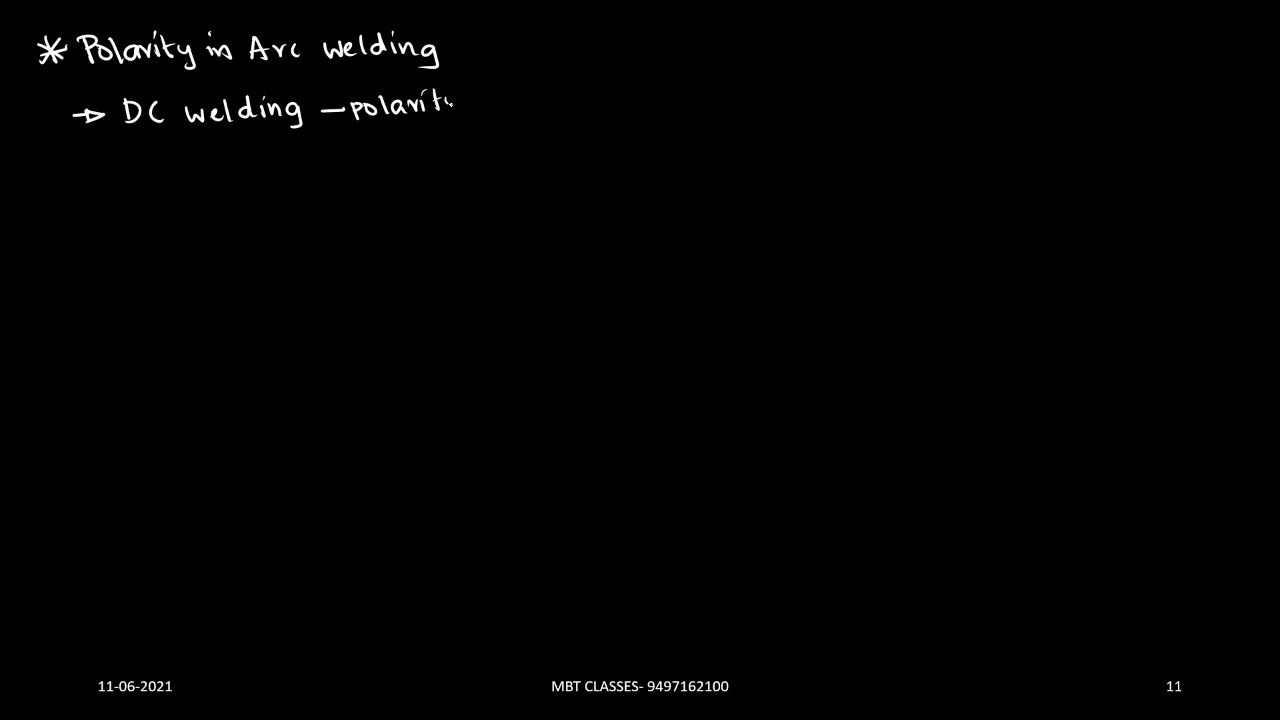 * Polarity in Arc welding
→ DC welding – polarit
11-06-2021
MBT CLASSES- 9497162100
11